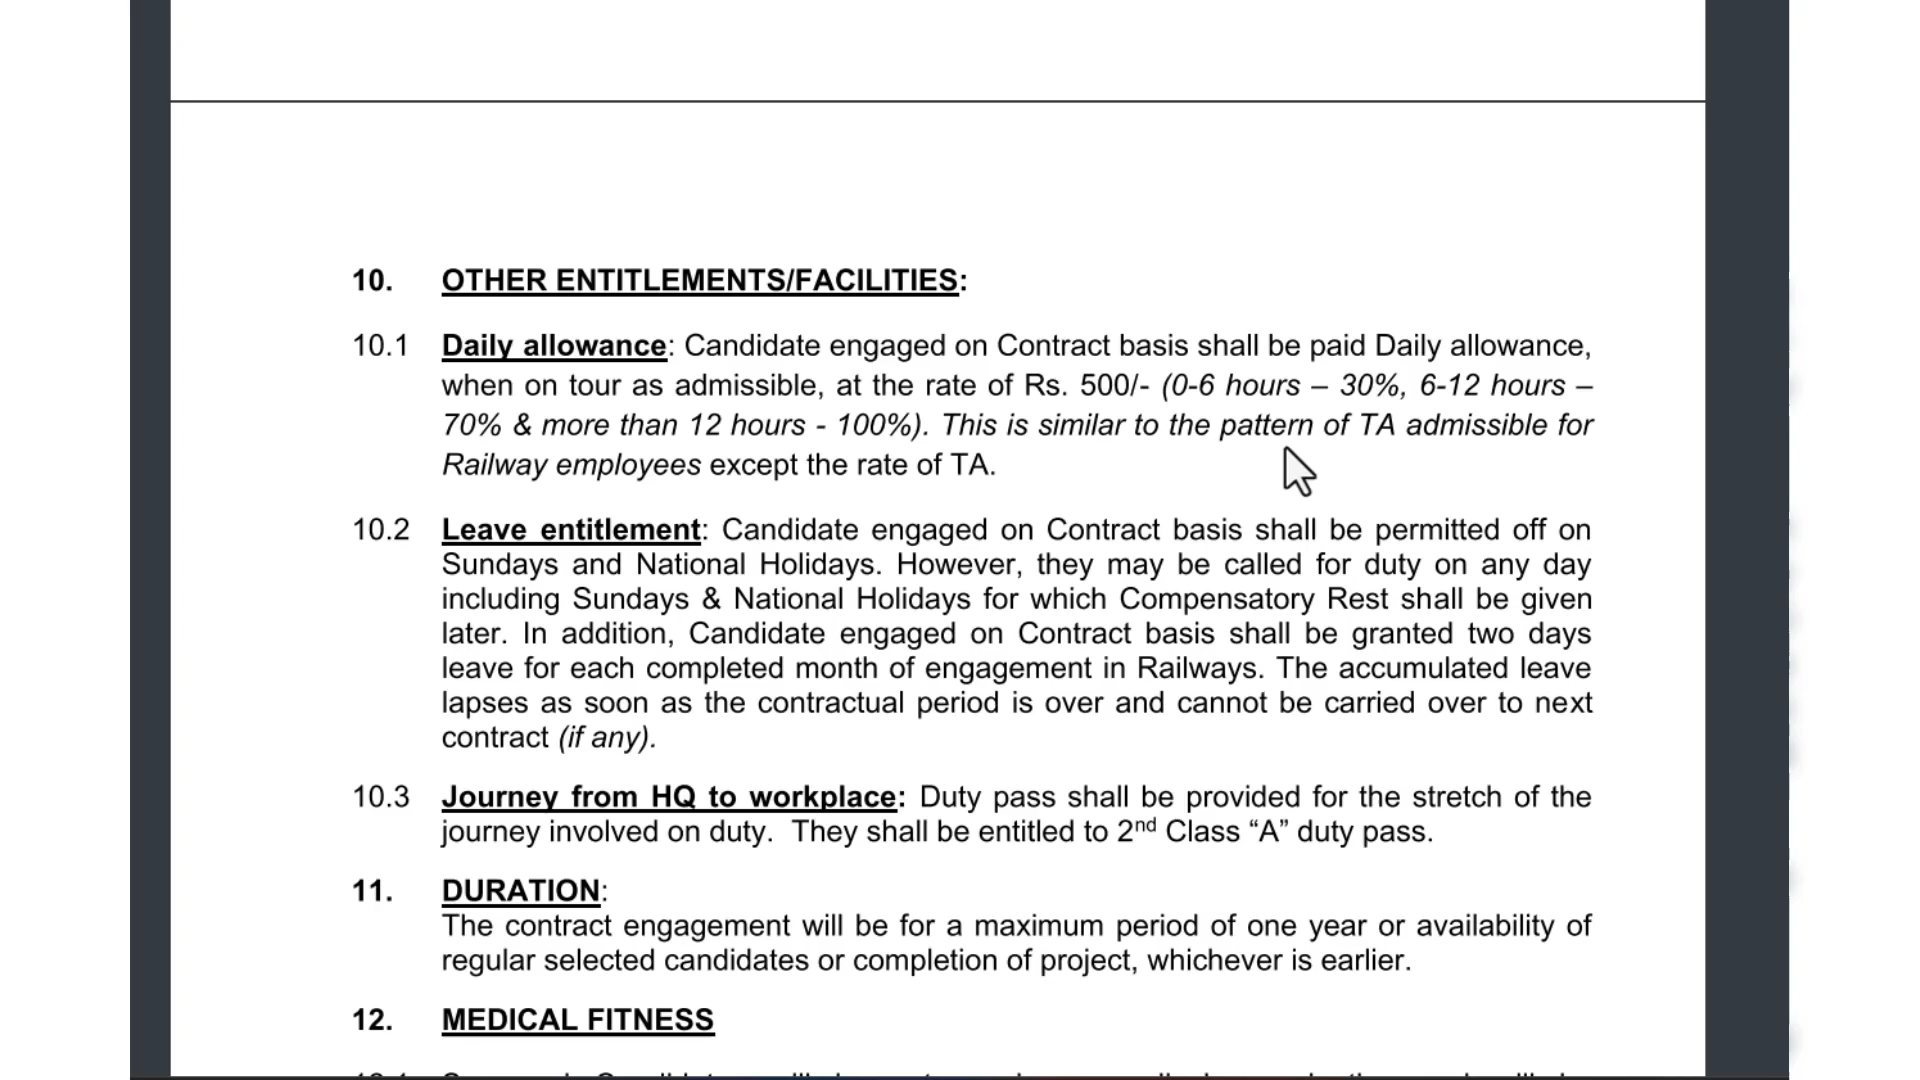 10. OTHER ENTITLEMENTS/FACILITIES:
10.1 Daily allowance: Candidate engaged on Contract basis shall be paid Daily allowance,
when on tour as admissible, at the rate of Rs. 500/- (0-6 hours – 30%, 6-12 hours –
70% & more than 12 hours - 100%). This is similar to the pattern of TA admissible for
Railway employees except the rate of TA.
10.2 Leave entitlement: Candidate engaged on Contract basis shall be permitted off on
Sundays and National Holidays. However, they may be called for duty on any day
including Sundays & National Holidays for which Compensatory Rest shall be given
later. In addition, Candidate engaged on Contract basis shall be granted two days
leave for each completed month of engagement in Railways. The accumulated leave
lapses as soon as the contractual period is over and cannot be carried over to next
contract (if any).
10.3 Journey from HQ to workplace: Duty pass shall be provided for the stretch of the
journey involved on duty. They shall be entitled to 2nd Class “A” duty pass.
11. DURATION:
The contract engagement will be for a maximum period of one year or availability of
regular selected candidates or completion of project, whichever is earlier.
12. MEDICAL FITNESS